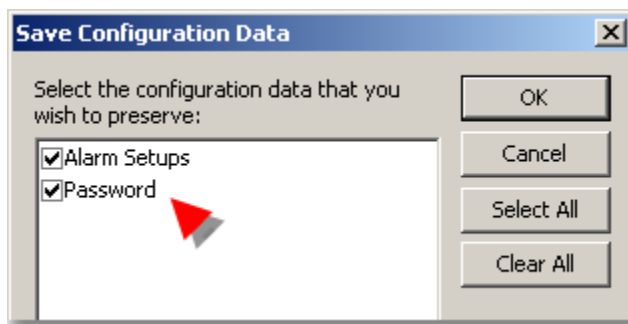 Save Configuration Data
Select the configuration data that you
wish to preserve:
Alarm Setups
Password
OK
Cancel
Select All
Clear All